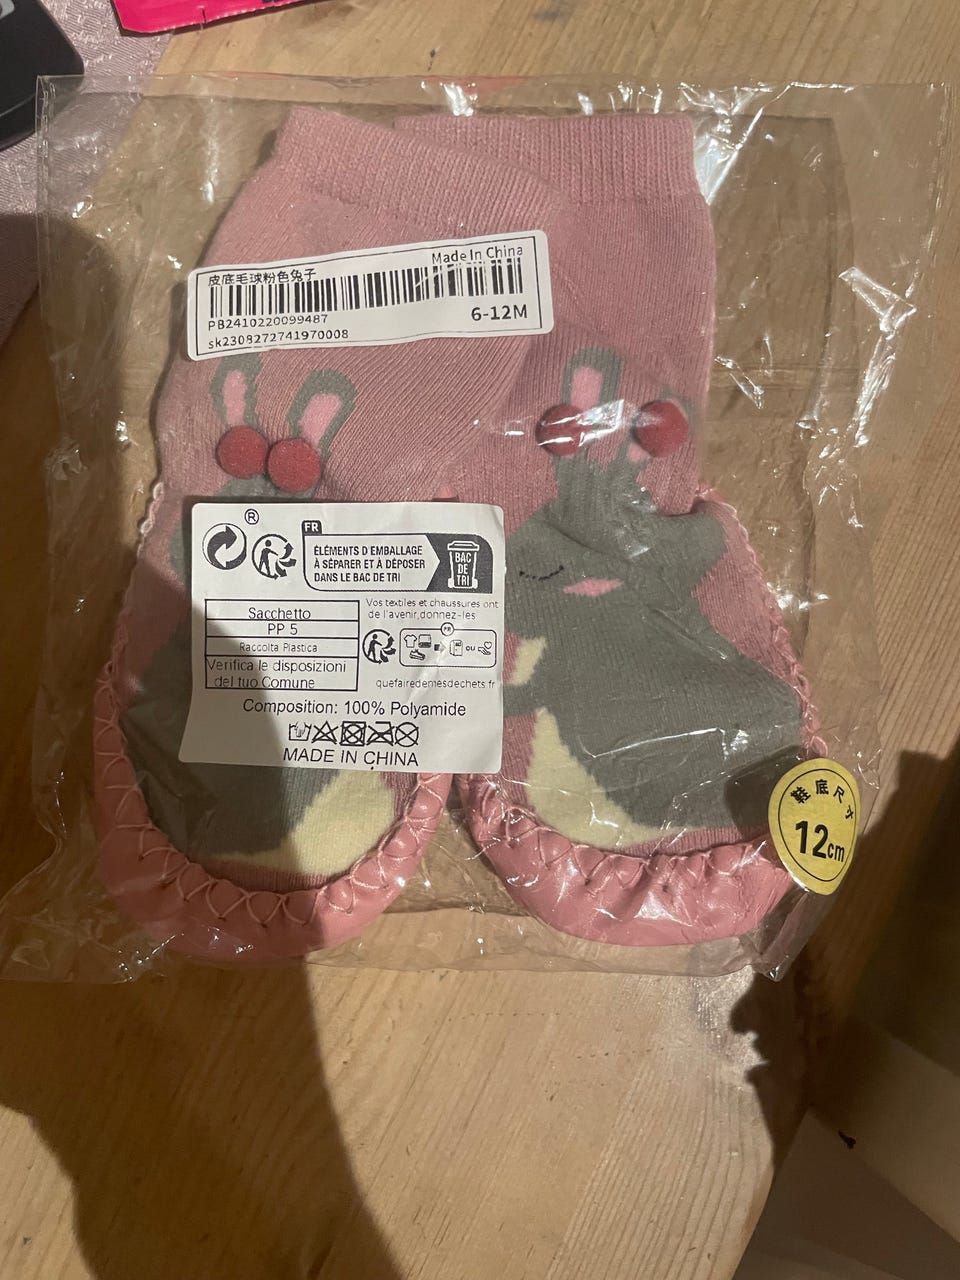 Made In China
皮底毛球粉色兔子
PB2410220099487
6-12M
sk2308272741970008
®
FR
ÉLÉMENTS D'EMBALLAGE
À SÉPARER ET À DÉPOSER
DANS LE BAC DE TRI
BAC
DE
TRI
Vos textiles et chaussures ont
de l'avenir,donnez-les
FR
ou
quefairedemesdechets.fr
Sacchetto
PP 5
Raccolta Plastica
Verifica le disposizioni
del tuo Comune
Composition: 100% Polyamide
MADE IN CHINA
鞋底尺寸
12cm